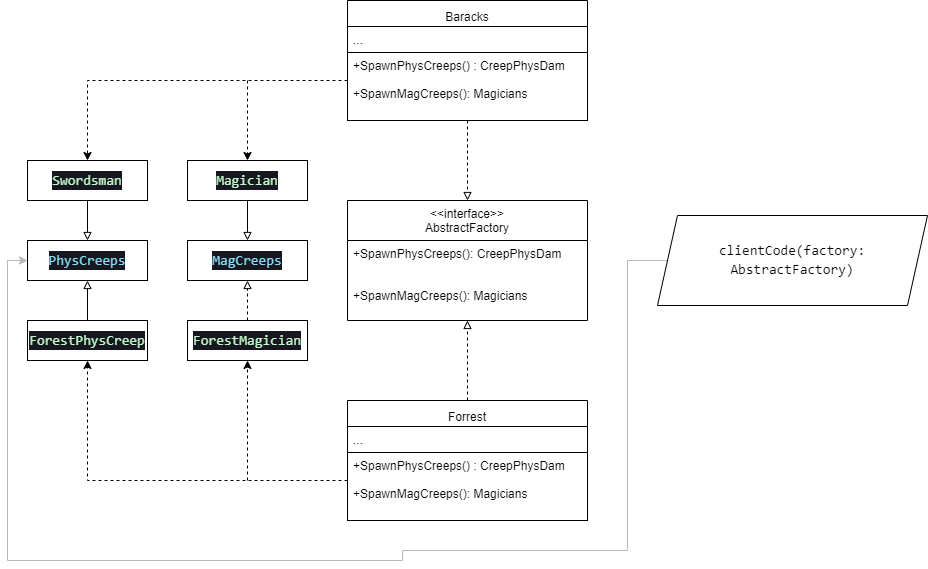 Baracks
...
+SpawnPhysCreeps() : CreepPhysDam
+SpawnMagCreeps(): Magicians
Swordsman
Magician
<<interface>>
AbstractFactory
+SpawnPhysCreeps(): CreepPhysDam
+SpawnMagCreeps(): Magicians
PhysCreeps
MagCreeps
clientCode(factory:
AbstractFactory)
ForestPhysCreep
ForestMagician
Forrest
...
+SpawnPhysCreeps() : CreepPhysDam
+SpawnMagCreeps(): Magicians